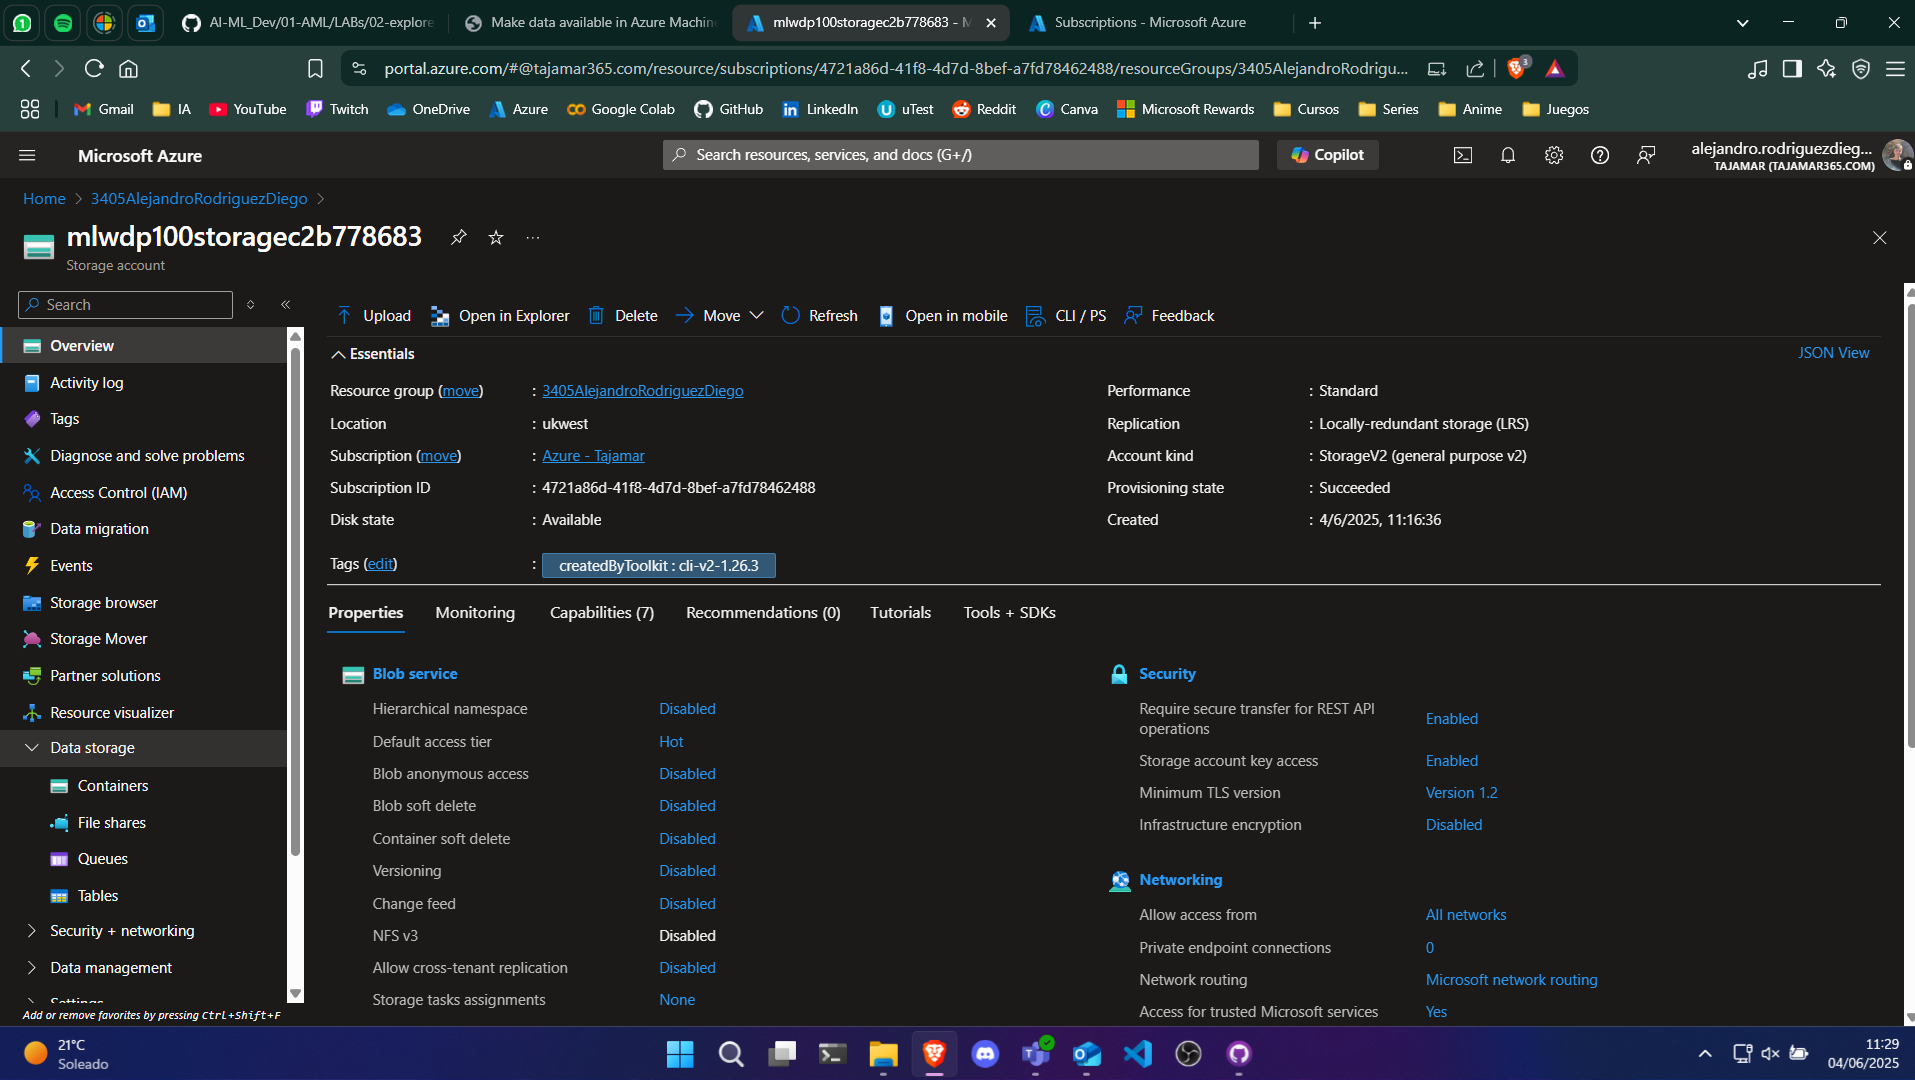 AI-ML_Dev/01-AML/LABs/02-explore
Make data available in Azure Machin
mlwdp100storagec2b778683 - M
Subscriptions - Microsoft Azure
portal.azure.com/#@tajamar365.com/resource/subscriptions/4721a86d-41f8-4d7d-8bef-a7fd78462488/resourceGroups/3405AlejandroRodrigu...
3
Gmail IA YouTube Twitch OneDrive Azure Google Colab GitHub LinkedIn uTest Reddit Canva Microsoft Rewards Cursos Series Anime Juegos
Microsoft Azure
Search resources, services, and docs (G+/)
Copilot
alejandro.rodriguezdieg...
TAJAMAR (TAJAMAR365.COM)
Home > 3405AlejandroRodriguezDiego >
mlwdp100storagec2b778683
Storage account
Search
Overview
Activity log
Tags
Diagnose and solve problems
Access Control (IAM)
Data migration
Events
Storage browser
Storage Mover
Partner solutions
Resource visualizer
Data storage
Containers
File shares
Queues
Tables
Security + networking
Data management
Settings
Add or remove favorites by pressing Ctrl+Shift+F
Upload Open in Explorer Delete Move Refresh Open in mobile CLI / PS Feedback
Essentials
JSON View
Resource group (move) : 3405AlejandroRodriguezDiego
Location : ukwest
Subscription (move) : Azure - Tajamar
Subscription ID : 4721a86d-41f8-4d7d-8bef-a7fd78462488
Disk state : Available
Tags (edit) : createdByToolkit : cli-v2-1.26.3
Performance : Standard
Replication : Locally-redundant storage (LRS)
Account kind : StorageV2 (general purpose v2)
Provisioning state : Succeeded
Created : 4/6/2025, 11:16:36
Properties Monitoring Capabilities (7) Recommendations (0) Tutorials Tools + SDKs
Blob service
Hierarchical namespace Disabled
Default access tier Hot
Blob anonymous access Disabled
Blob soft delete Disabled
Container soft delete Disabled
Versioning Disabled
Change feed Disabled
NFS v3 Disabled
Allow cross-tenant replication Disabled
Storage tasks assignments None
Security
Require secure transfer for REST API
operations Enabled
Storage account key access Enabled
Minimum TLS version Version 1.2
Infrastructure encryption Disabled
Networking
Allow access from All networks
Private endpoint connections 0
Network routing Microsoft network routing
Access for trusted Microsoft services Yes
21°C
Soleado
11:29
04/06/2025